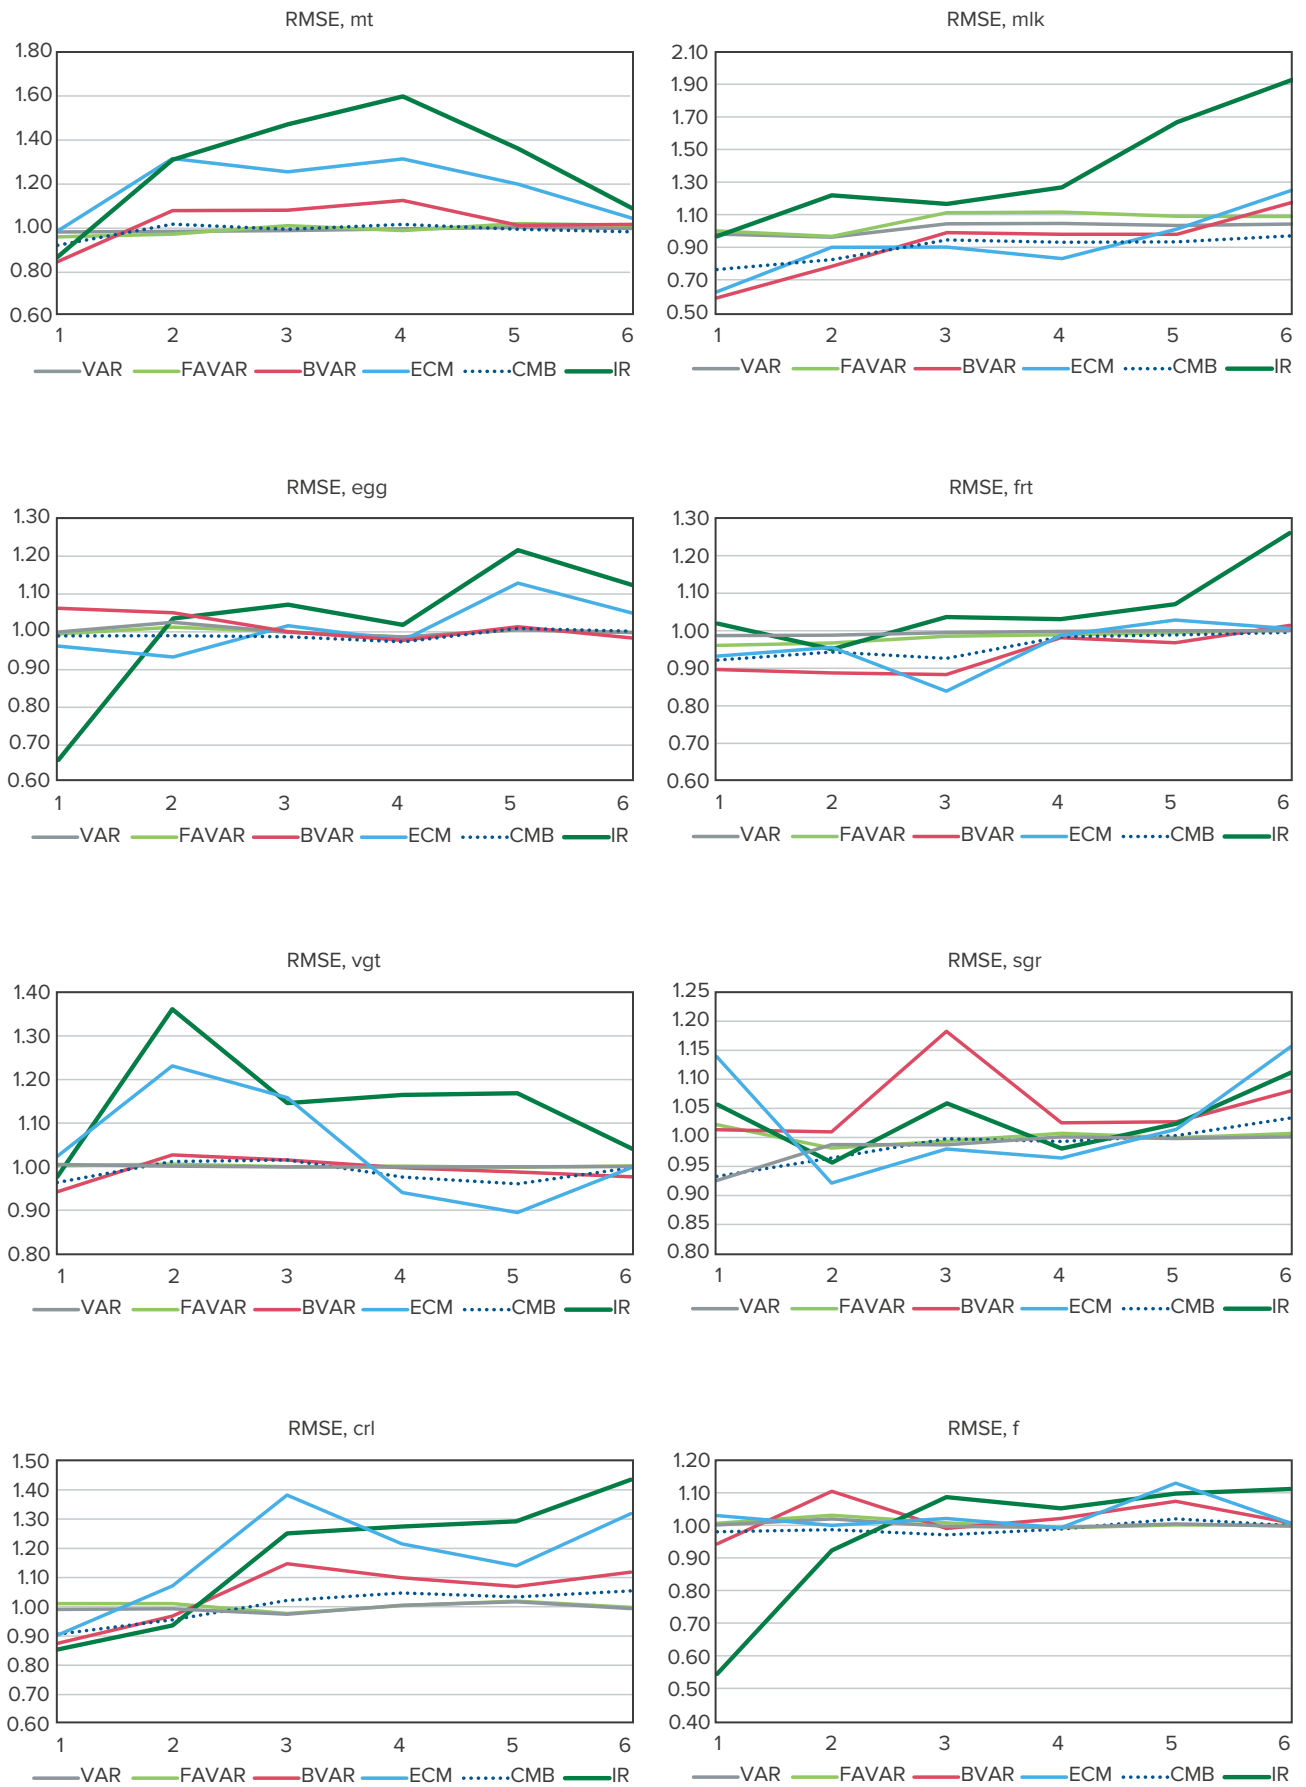 RMSE, mt
1.80
1.60
1.40
1.20
1.00
0.80
0.60
1 2 3 4 5 6
VAR FAVAR BVAR ECM CMB IR
RMSE, mlk
2.10
1.90
1.70
1.50
1.30
1.10
0.90
0.70
0.50
1 2 3 4 5 6
VAR FAVAR BVAR ECM CMB IR
RMSE, egg
1.30
1.20
1.10
1.00
0.90
0.80
0.70
0.60
1 2 3 4 5 6
VAR FAVAR BVAR ECM CMB IR
RMSE, frt
1.30
1.20
1.10
1.00
0.90
0.80
0.70
0.60
1 2 3 4 5 6
VAR FAVAR BVAR ECM CMB IR
RMSE, vgt
1.40
1.30
1.20
1.10
1.00
0.90
0.80
1 2 3 4 5 6
VAR FAVAR BVAR ECM CMB IR
RMSE, sgr
1.25
1.20
1.15
1.10
1.05
1.00
0.95
0.90
0.85
0.80
1 2 3 4 5 6
VAR FAVAR BVAR ECM CMB IR
RMSE, crl
1.50
1.40
1.30
1.20
1.10
1.00
0.90
0.80
0.70
0.60
1 2 3 4 5 6
VAR FAVAR BVAR ECM CMB IR
RMSE, f
1.20
1.10
1.00
0.90
0.80
0.70
0.60
0.50
0.40
1 2 3 4 5 6
VAR FAVAR BVAR ECM CMB IR